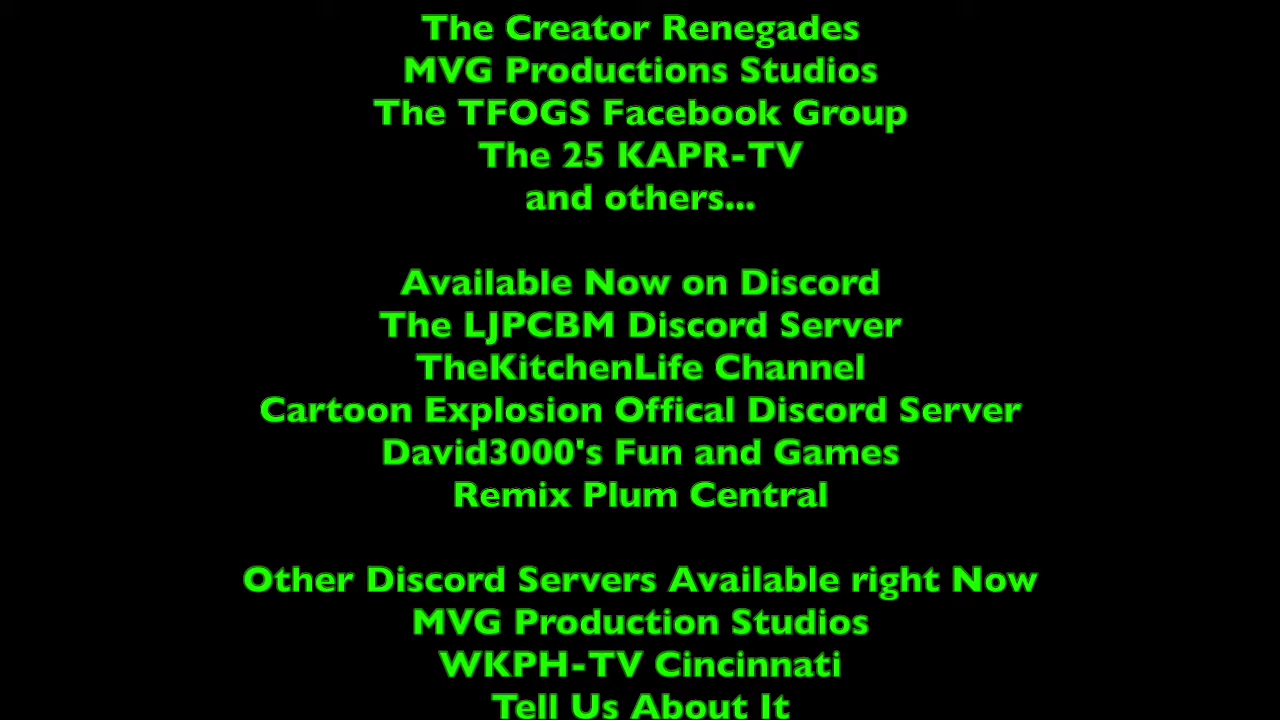 The Creator Renegades
MVG Productions Studios
The TFOGS Facebook Group
The 25 KAPR-TV
and others...
Available Now on Discord
The LJPCBM Discord Server
TheKitchenLife Channel
Cartoon Explosion Offical Discord Server
David3000's Fun and Games
Remix Plum Central
Other Discord Servers Available right Now
MVG Production Studios
WKPH-TV Cincinnati
Tell Us About It